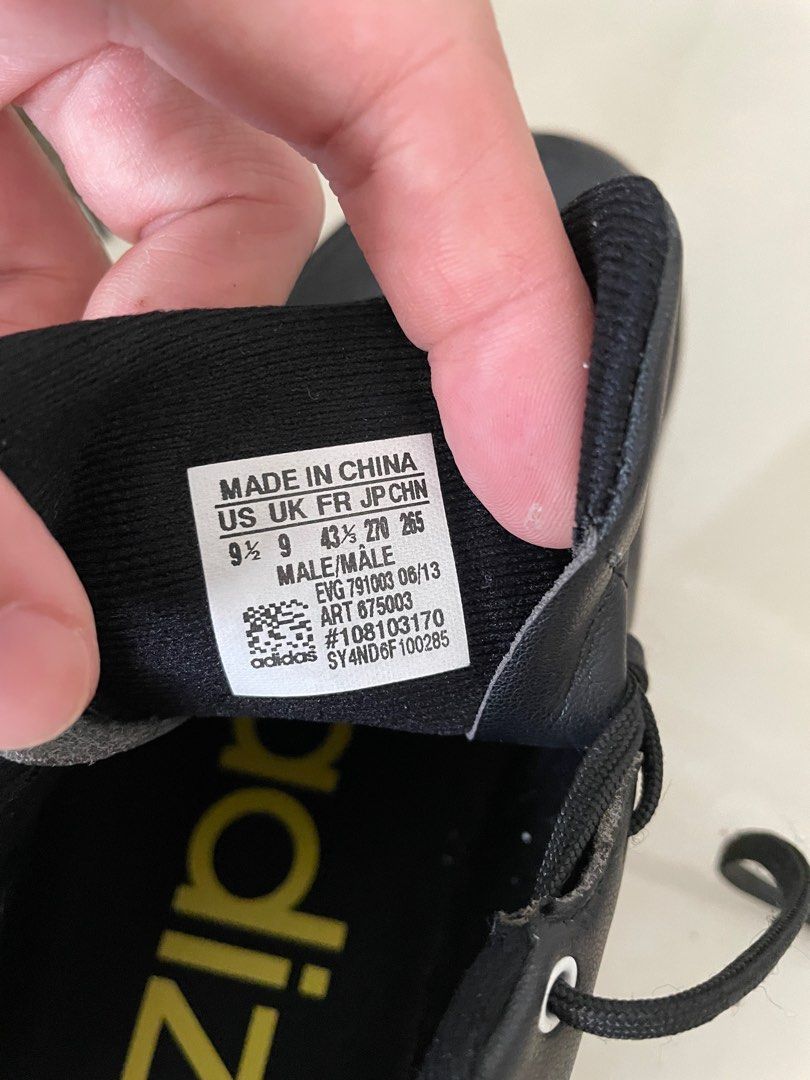 MADE IN CHINA
US UK FR JP CHN
9½ 9 43⅓ 270 265
MALE/MÂLE
EVG 791003 06/13
ART 675003
#108103170
SY4ND6F100285
adidas
adiz